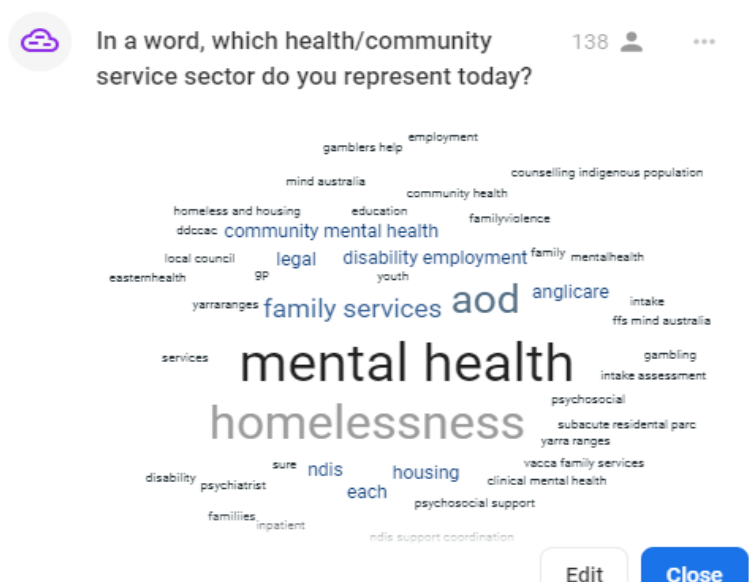 In a word, which health/community
138
service sector do you represent today?
employment
gamblers help
counselling indigenous population
mind australia
community health
homeless and housing
education
familyviolence
ddccac
community mental health
local council
legal
disability employment
family
mentalhealth
easternhealth
gp
youth
anglicare
yarraranges
family services
aod
intake
ffs mind australia
services
mental health
gambling
intake assessment
psychosocial
homelessness
subacute residental parc
yarra ranges
sure
ndis
housing
vacca family services
disability
psychiatrist
each
clinical mental health
psychosocial support
familiies
inpatient
ndis support coordination
Edit
Close